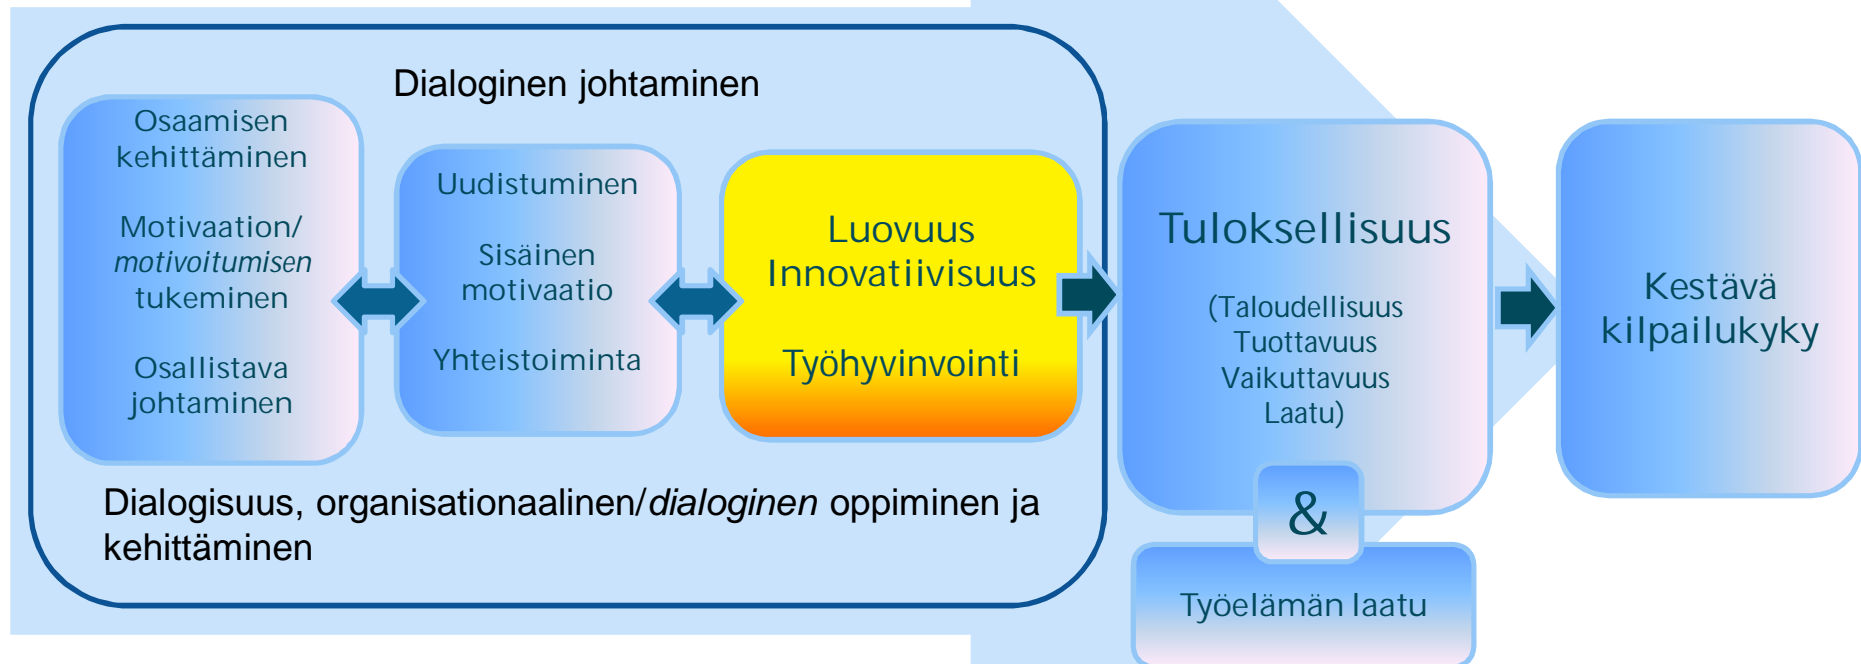 Dialoginen johtaminen
Osaamisen
kehittäminen
Motivaation/
motivoitumisen
tukeminen
Osallistava
johtaminen
Uudistuminen
Sisäinen
motivaatio
Yhteistoiminta
Luovuus
Innovatiivisuus
Työhyvinvointi
Dialogisuus, organisationaalinen/dialoginen oppiminen ja
kehittäminen
Tuloksellisuus
(Taloudellisuus
Tuottavuus
Vaikuttavuus
Laatu)
&
Työelämän laatu
Kestävä
kilpailukyky